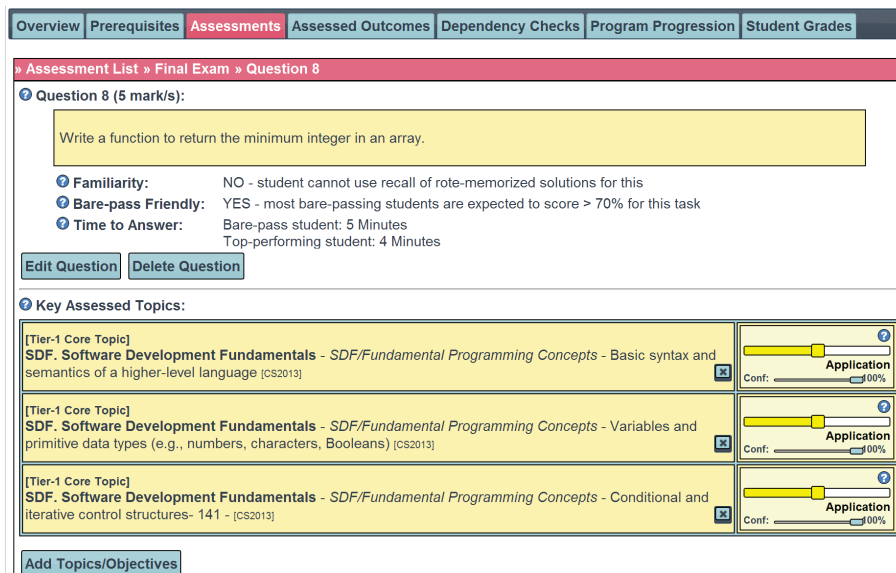 Overview Prerequisites Assessments Assessed Outcomes Dependency Checks Program Progression Student Grades
» Assessment List » Final Exam » Question 8
Question 8 (5 mark/s):
Write a function to return the minimum integer in an array.
Familiarity: NO - student cannot use recall of rote-memorized solutions for this
Bare-pass Friendly: YES - most bare-passing students are expected to score > 70% for this task
Time to Answer: Bare-pass student: 5 Minutes
Top-performing student: 4 Minutes
Edit Question Delete Question
Key Assessed Topics:
[Tier-1 Core Topic]
SDF. Software Development Fundamentals - SDF/Fundamental Programming Concepts - Basic syntax and
semantics of a higher-level language [CS2013]
Application
Conf: 100%
[Tier-1 Core Topic]
SDF. Software Development Fundamentals - SDF/Fundamental Programming Concepts - Variables and
primitive data types (e.g., numbers, characters, Booleans) [CS2013]
Application
Conf: 100%
[Tier-1 Core Topic]
SDF. Software Development Fundamentals - SDF/Fundamental Programming Concepts - Conditional and
iterative control structures- 141 - [CS2013]
Application
Conf: 100%
Add Topics/Objectives